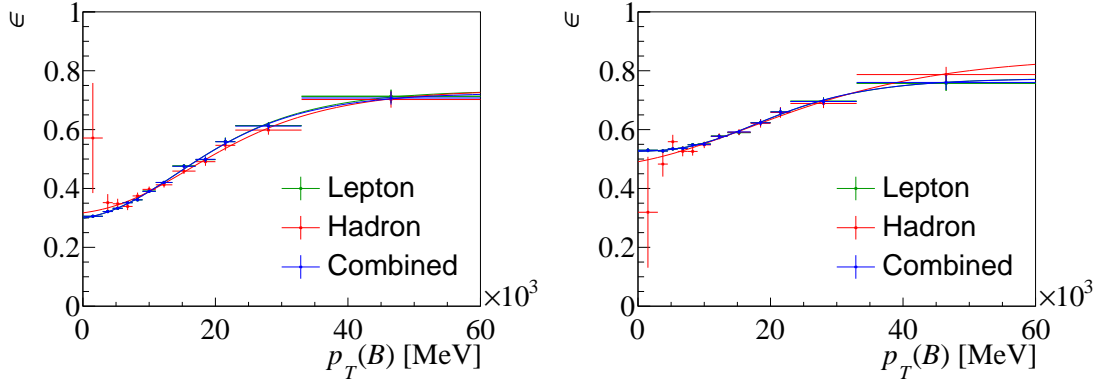 ∈
1
0.8
0.6
0.4
0.2
0
Lepton
Hadron
Combined
0 20 40 60
×10³
p_T(B) [MeV]
∈
1
0.8
0.6
0.4
0.2
0
Lepton
Hadron
Combined
0 20 40 60
×10³
p_T(B) [MeV]